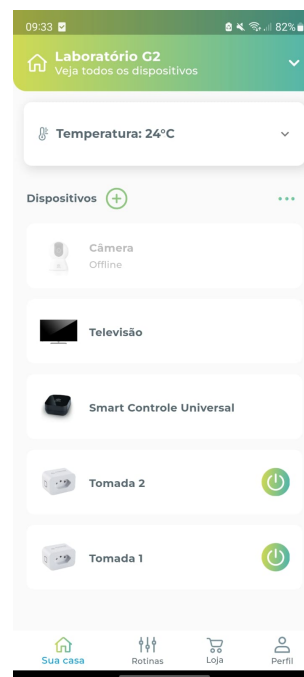 09:33 82%
Laboratório G2
Veja todos os dispositivos
Temperatura: 24°C
Dispositivos
Câmera
Offline
Televisão
Smart Controle Universal
Tomada 2
Tomada 1
Sua casa Rotinas Loja Perfil